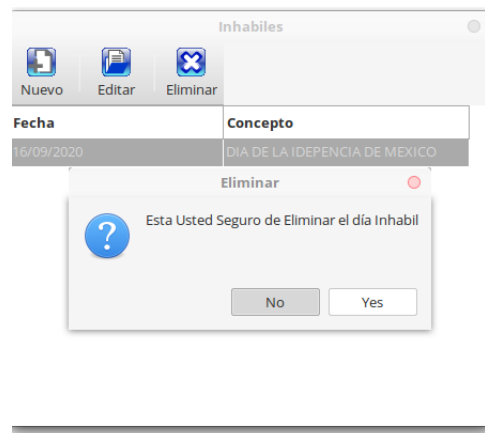 Inhabiles
Nuevo Editar Eliminar
Fecha Concepto
16/09/2020 DIA DE LA IDEPENCIA DE MEXICO
Eliminar
Esta Usted Seguro de Eliminar el día Inhabil
No Yes